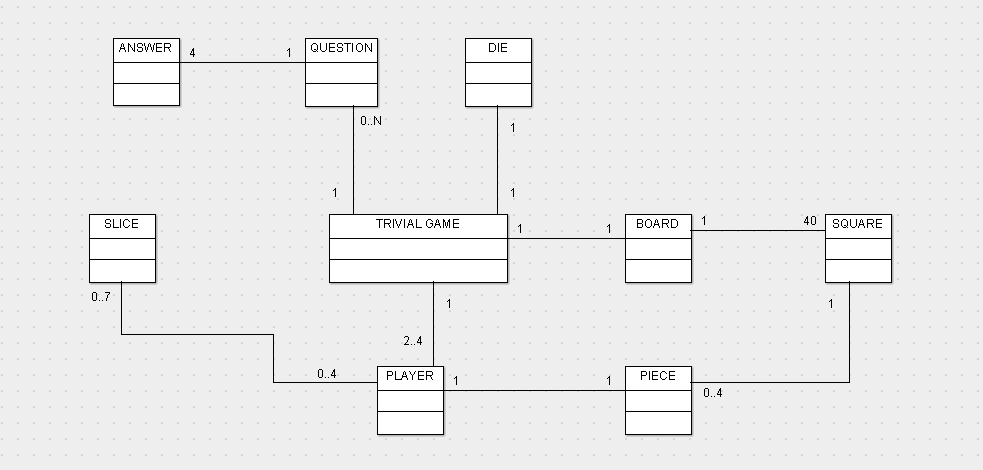 ANSWER
4
1
QUESTION
DIE
0..N
1
1
1
SLICE
TRIVIAL GAME
1
1
BOARD
1
40
SQUARE
0..7
1
1
2..4
0..4
PLAYER
1
1
PIECE
0..4